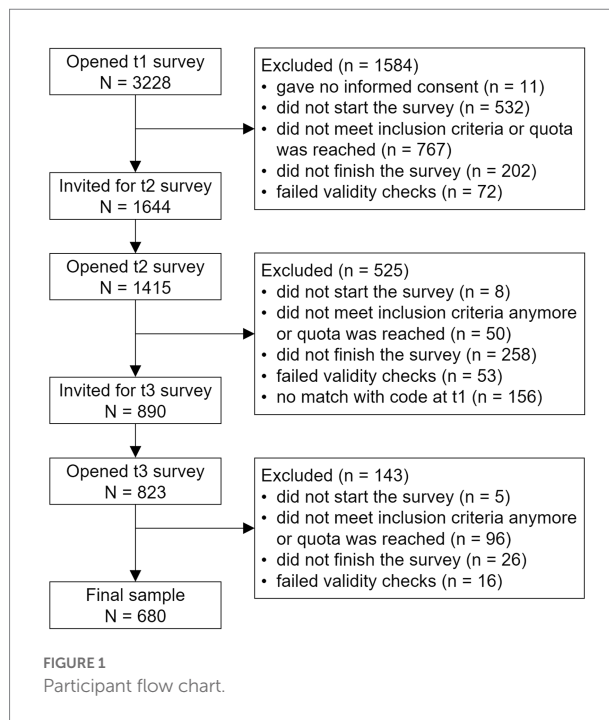 Opened t1 survey
N = 3228
Excluded (n = 1584)
• gave no informed consent (n = 11)
• did not start the survey (n = 532)
• did not meet inclusion criteria or quota
was reached (n = 767)
• did not finish the survey (n = 202)
• failed validity checks (n = 72)
Invited for t2 survey
N = 1644
Opened t2 survey
N = 1415
Excluded (n = 525)
• did not start the survey (n = 8)
• did not meet inclusion criteria anymore
or quota was reached (n = 50)
• did not finish the survey (n = 258)
• failed validity checks (n = 53)
• no match with code at t1 (n = 156)
Invited for t3 survey
N = 890
Opened t3 survey
N = 823
Excluded (n = 143)
• did not start the survey (n = 5)
• did not meet inclusion criteria anymore
or quota was reached (n = 96)
• did not finish the survey (n = 26)
• failed validity checks (n = 16)
Final sample
N = 680
FIGURE 1
Participant flow chart.